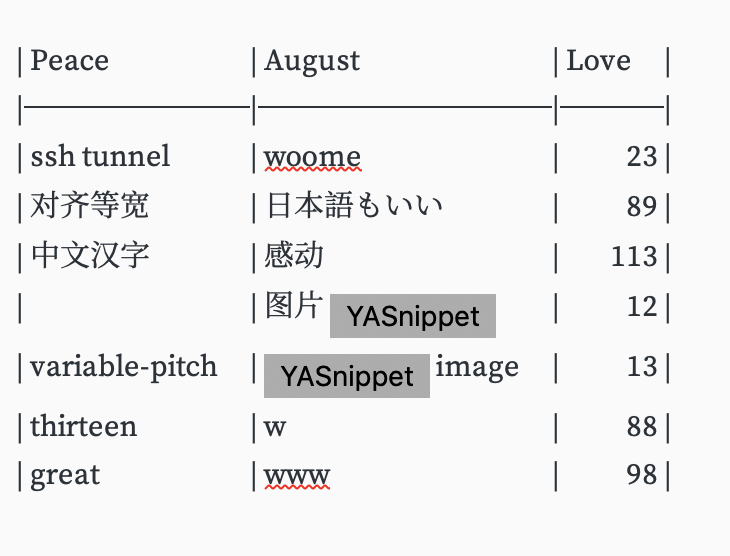 | Peace | August | Love |
| ssh tunnel | woome | 23 |
| 对齐等宽 | 日本語もいい | 89 |
| 中文汉字 | 感动 | 113 |
| | 图片 YASnippet | 12 |
| variable-pitch | YASnippet image | 13 |
| thirteen | w | 88 |
| great | www | 98 |